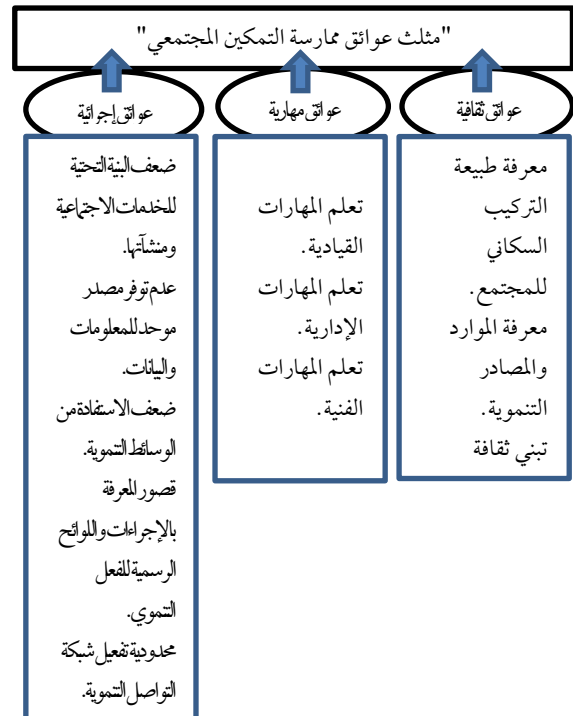 "مثلث عوائق ممارسة التمكين المجتمعي"
عوائق ثقافية
عوائق مهارية
عوائق إجرائية
معرفة طبيعة
التركيب
السكاني
للمجتمع.
معرفة الموارد
والمصادر
التنموية.
تبني ثقافة
تعلم المهارات
القيادية.
تعلم المهارات
الإدارية.
تعلم المهارات
الفنية.
ضعف البنية التحتية
للخدمات الاجتماعية
ومنشآتها.
عدم توفر مصدر
موحد للمعلومات
والبيانات.
ضعف الاستفادة من
الوسائط التنموية.
قصور المعرفة
بالإجراءات واللوائح
الرسمية للفعل
التنموي.
محدودية تفعيل شبكة
التواصل التنموية.